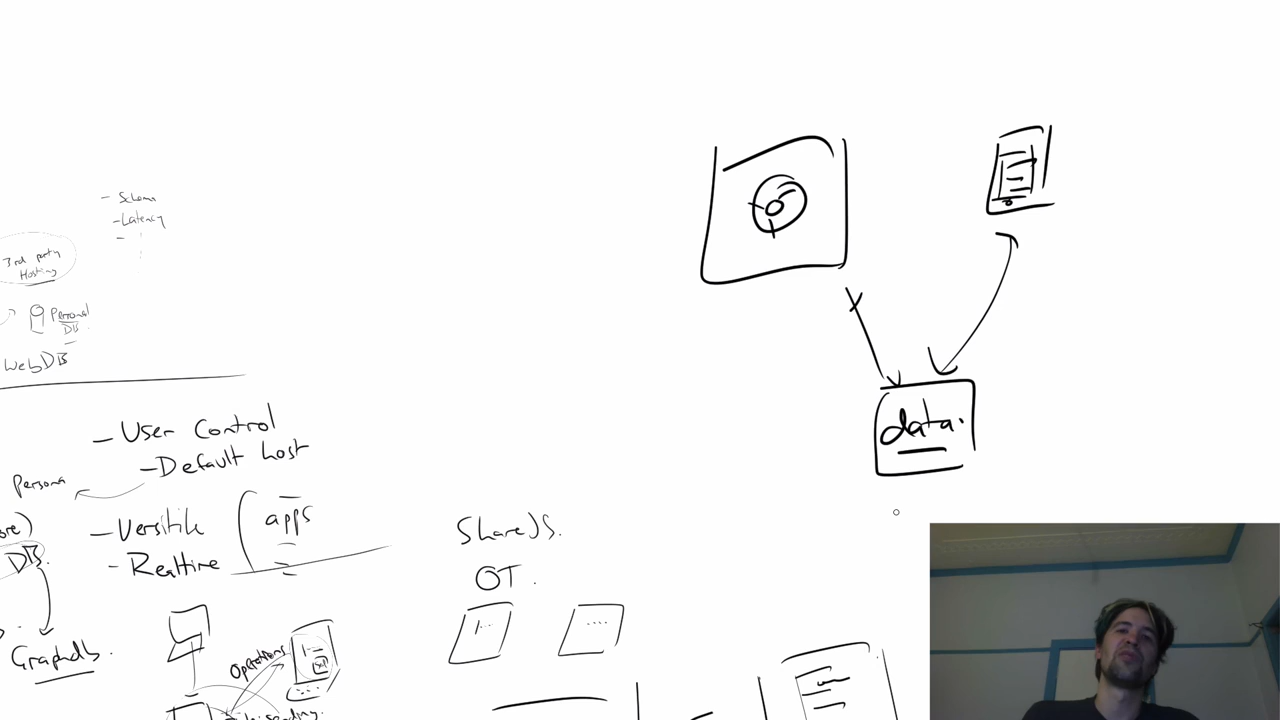 - Schema
- Latency
-
3rd party
Hosting
Personal
DB
WebDB
- User Control
- Default host
Persona
- Versitile
apps
- Realtime
DB
Graphdb.
Operations
ShareJS.
OT.
data.